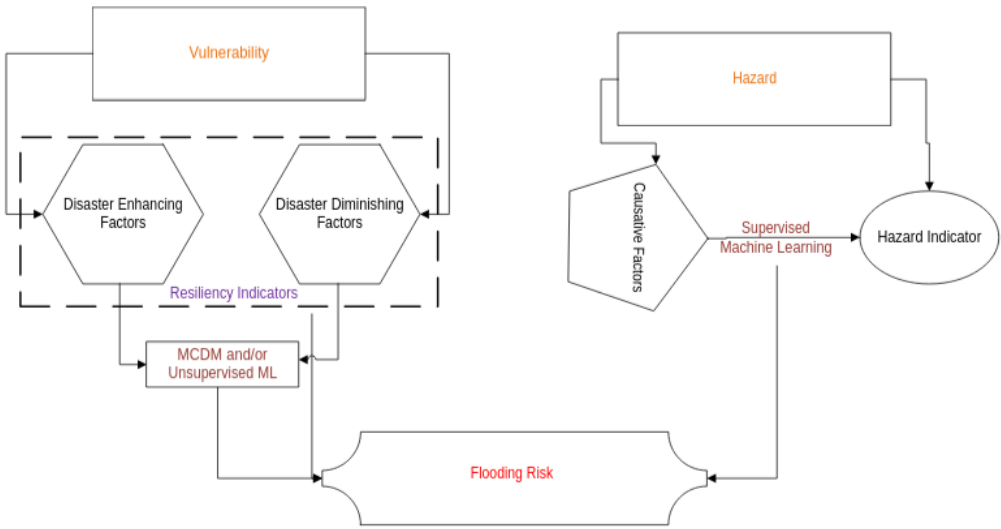 Vulnerability
Hazard
Disaster Enhancing
Factors
Disaster Diminishing
Factors
Causative Factors
Supervised
Machine Learning
Hazard Indicator
Resiliency Indicators
MCDM and/or
Unsupervised ML
Flooding Risk